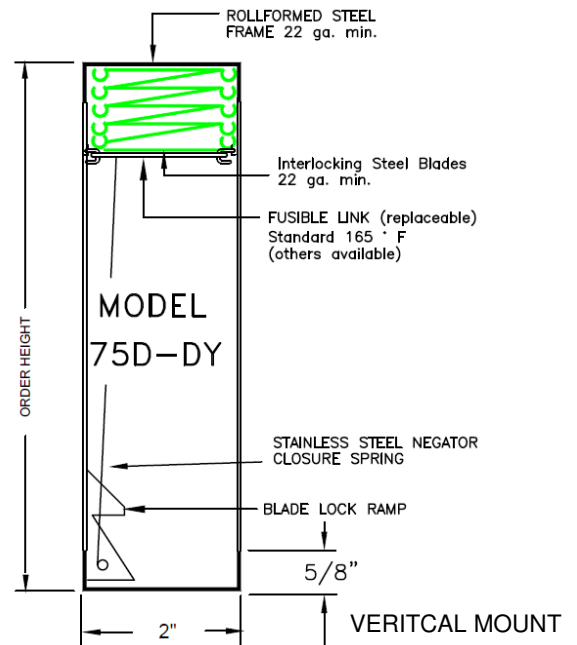 ROLLFORMED STEEL
FRAME 22 ga. min.
Interlocking Steel Blades
22 ga. min.
FUSIBLE LINK (replaceable)
Standard 165 ° F
(others available)
MODEL
75D-DY
ORDER HEIGHT
STAINLESS STEEL NEGATOR
CLOSURE SPRING
BLADE LOCK RAMP
5/8"
2"
VERITCAL MOUNT